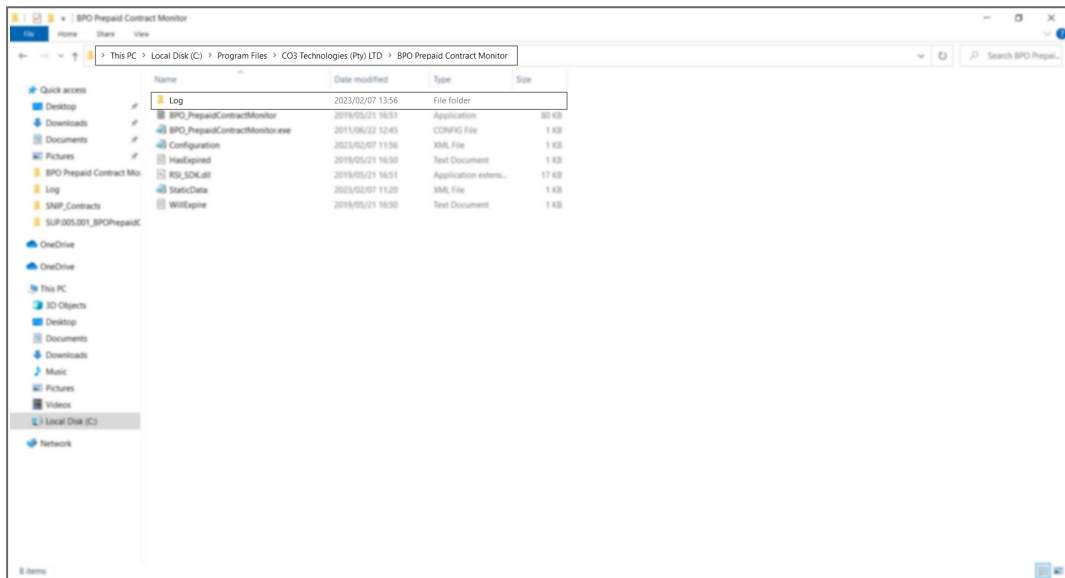 BPO Prepaid Contract Monitor
File Home Share View
This PC > Local Disk (C:) > Program Files > CO3 Technologies (Pty) LTD > BPO Prepaid Contract Monitor
Search BPO Prepai...
Name Date modified Type Size
Quick access
Desktop
Downloads
Documents
Pictures
BPO Prepaid Contract Mo
Log
SNIP_Contracts
SUP.005.001_BPOPrepaidC
OneDrive
OneDrive
This PC
3D Objects
Desktop
Documents
Downloads
Music
Pictures
Videos
Local Disk (C:)
Network
Log 2023/02/07 13:56 File folder
BPO_PrepaidContractMonitor 2019/05/21 16:51 Application 80 KB
BPO_PrepaidContractMonitor.exe 2011/06/22 12:45 CONFIG File 1 KB
Configuration 2023/02/07 11:56 XML File 1 KB
HasExpired 2019/05/21 16:50 Text Document 1 KB
RSI_SDK.dll 2019/05/21 16:51 Application extens... 17 KB
StaticData 2023/02/07 11:20 XML File 1 KB
WillExpire 2019/05/21 16:50 Text Document 1 KB
8 items